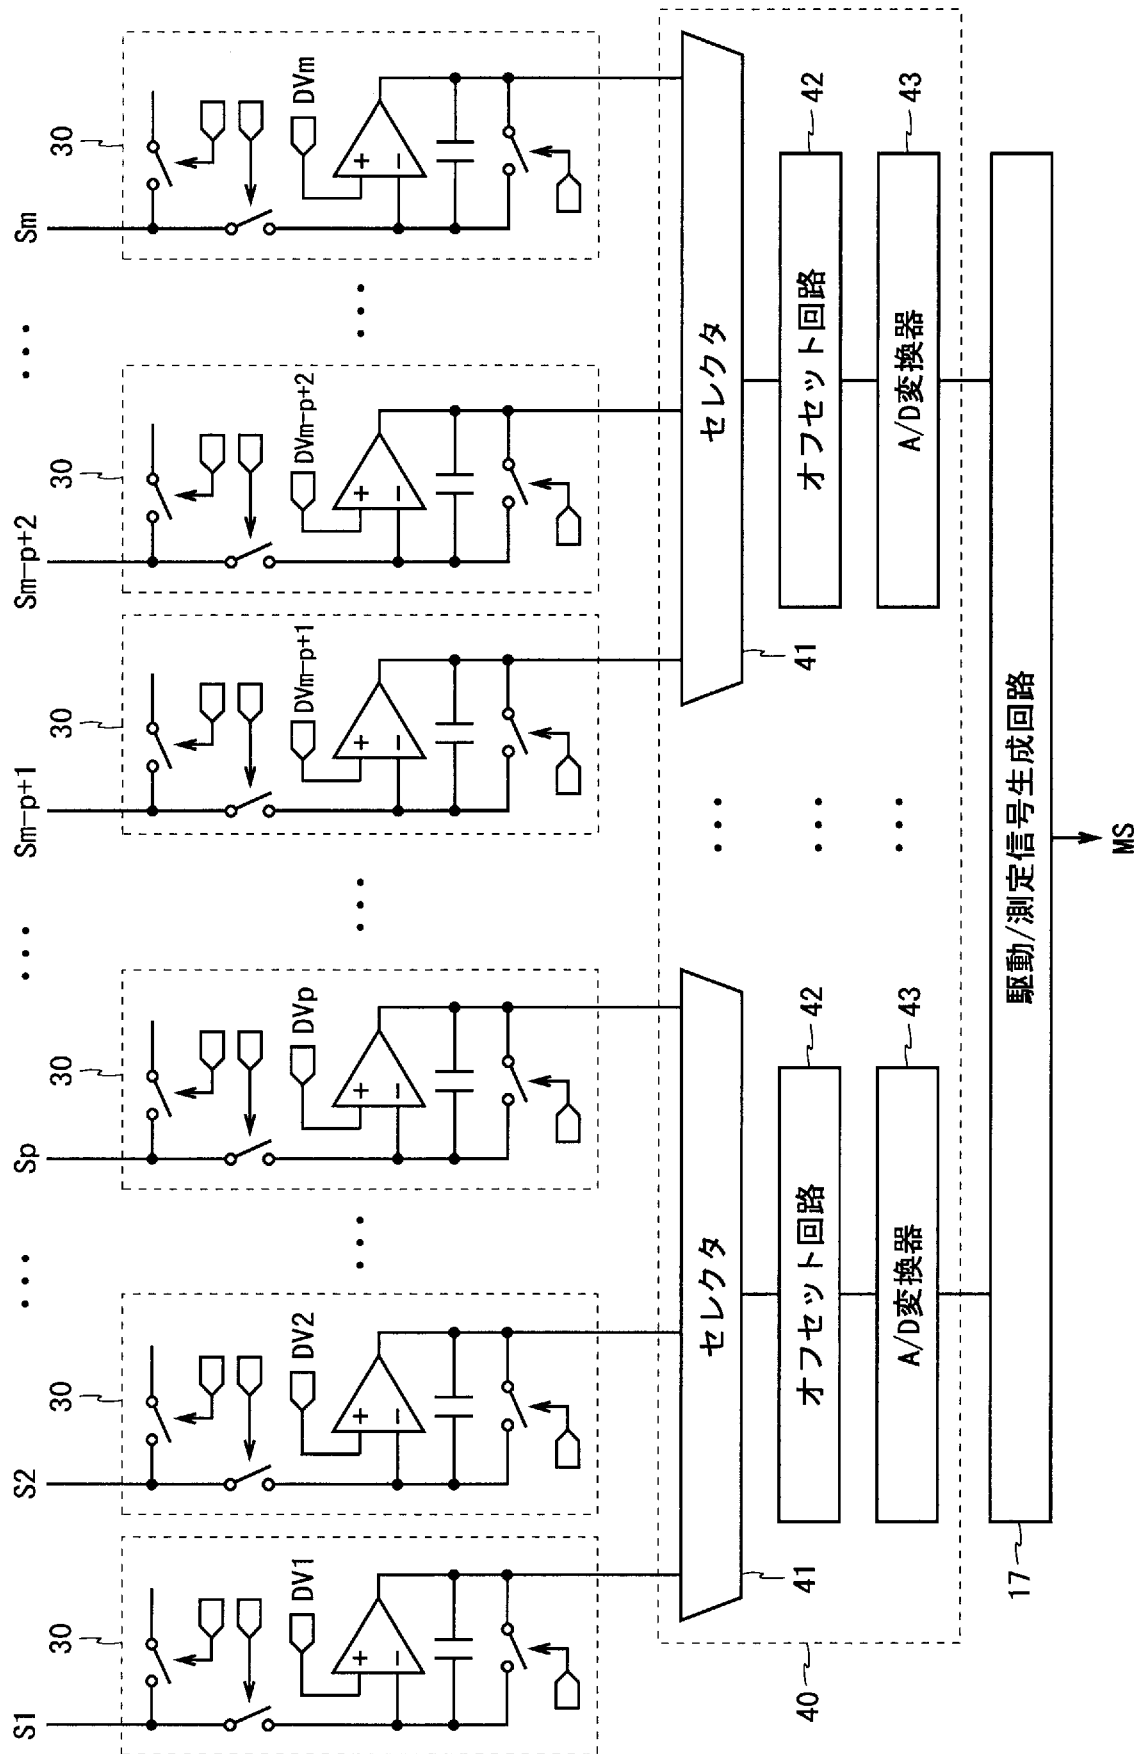 S1
S2
...
Sp
...
Sm-p+1
Sm-p+2
...
Sm
30
30
30
30
30
30
DV1
+
−
DV2
+
−
...
DVp
+
−
...
DVm-p+1
+
−
DVm-p+2
+
−
...
DVm
+
−
セレクタ
41
...
セレクタ
41
オフセット回路
42
...
オフセット回路
42
A/D変換器
43
...
A/D変換器
43
40
駆動/測定信号生成回路
17
MS